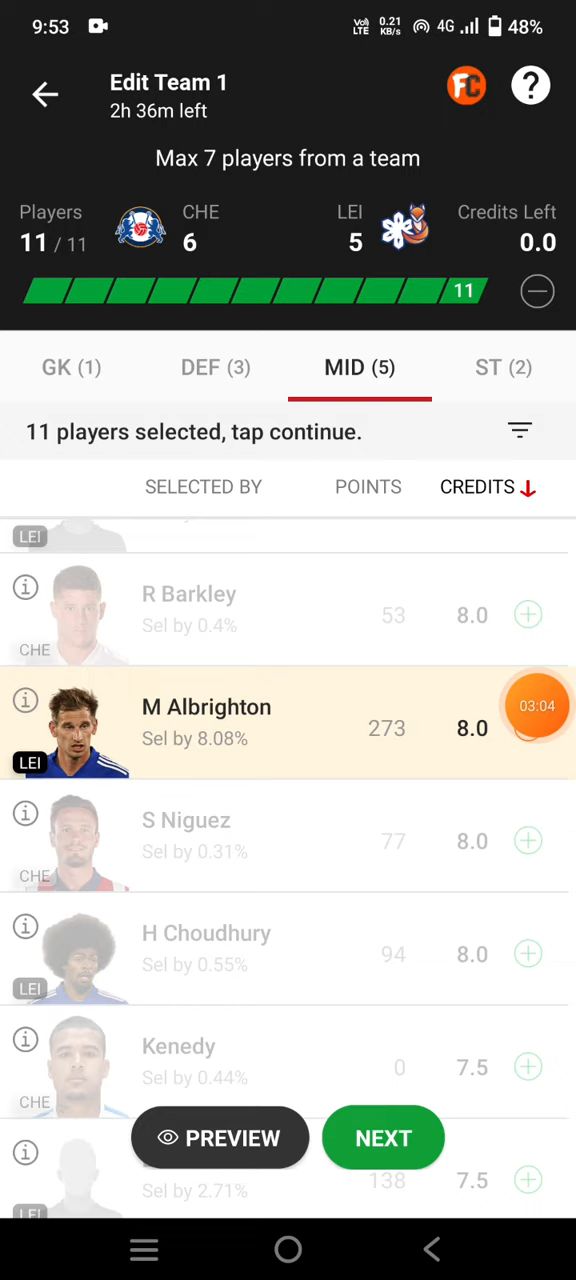 9:53
Vo)
LTE
0.21
KB/s
4G
48%
Edit Team 1
2h 36m left
FC
?
Max 7 players from a team
Players
CHE
LEI
Credits Left
11 / 11
6
5
0.0
11
GK (1)
DEF (3)
MID (5)
ST (2)
11 players selected, tap continue.
SELECTED BY
POINTS
CREDITS
LEI
R Barkley
Sel by 0.4%
53
8.0
CHE
M Albrighton
Sel by 8.08%
273
8.0
03:04
LEI
S Niguez
Sel by 0.31%
77
8.0
CHE
H Choudhury
Sel by 0.55%
94
8.0
LEI
Kenedy
Sel by 0.44%
0
7.5
CHE
PREVIEW
NEXT
Sel by 2.71%
138
7.5
LEI